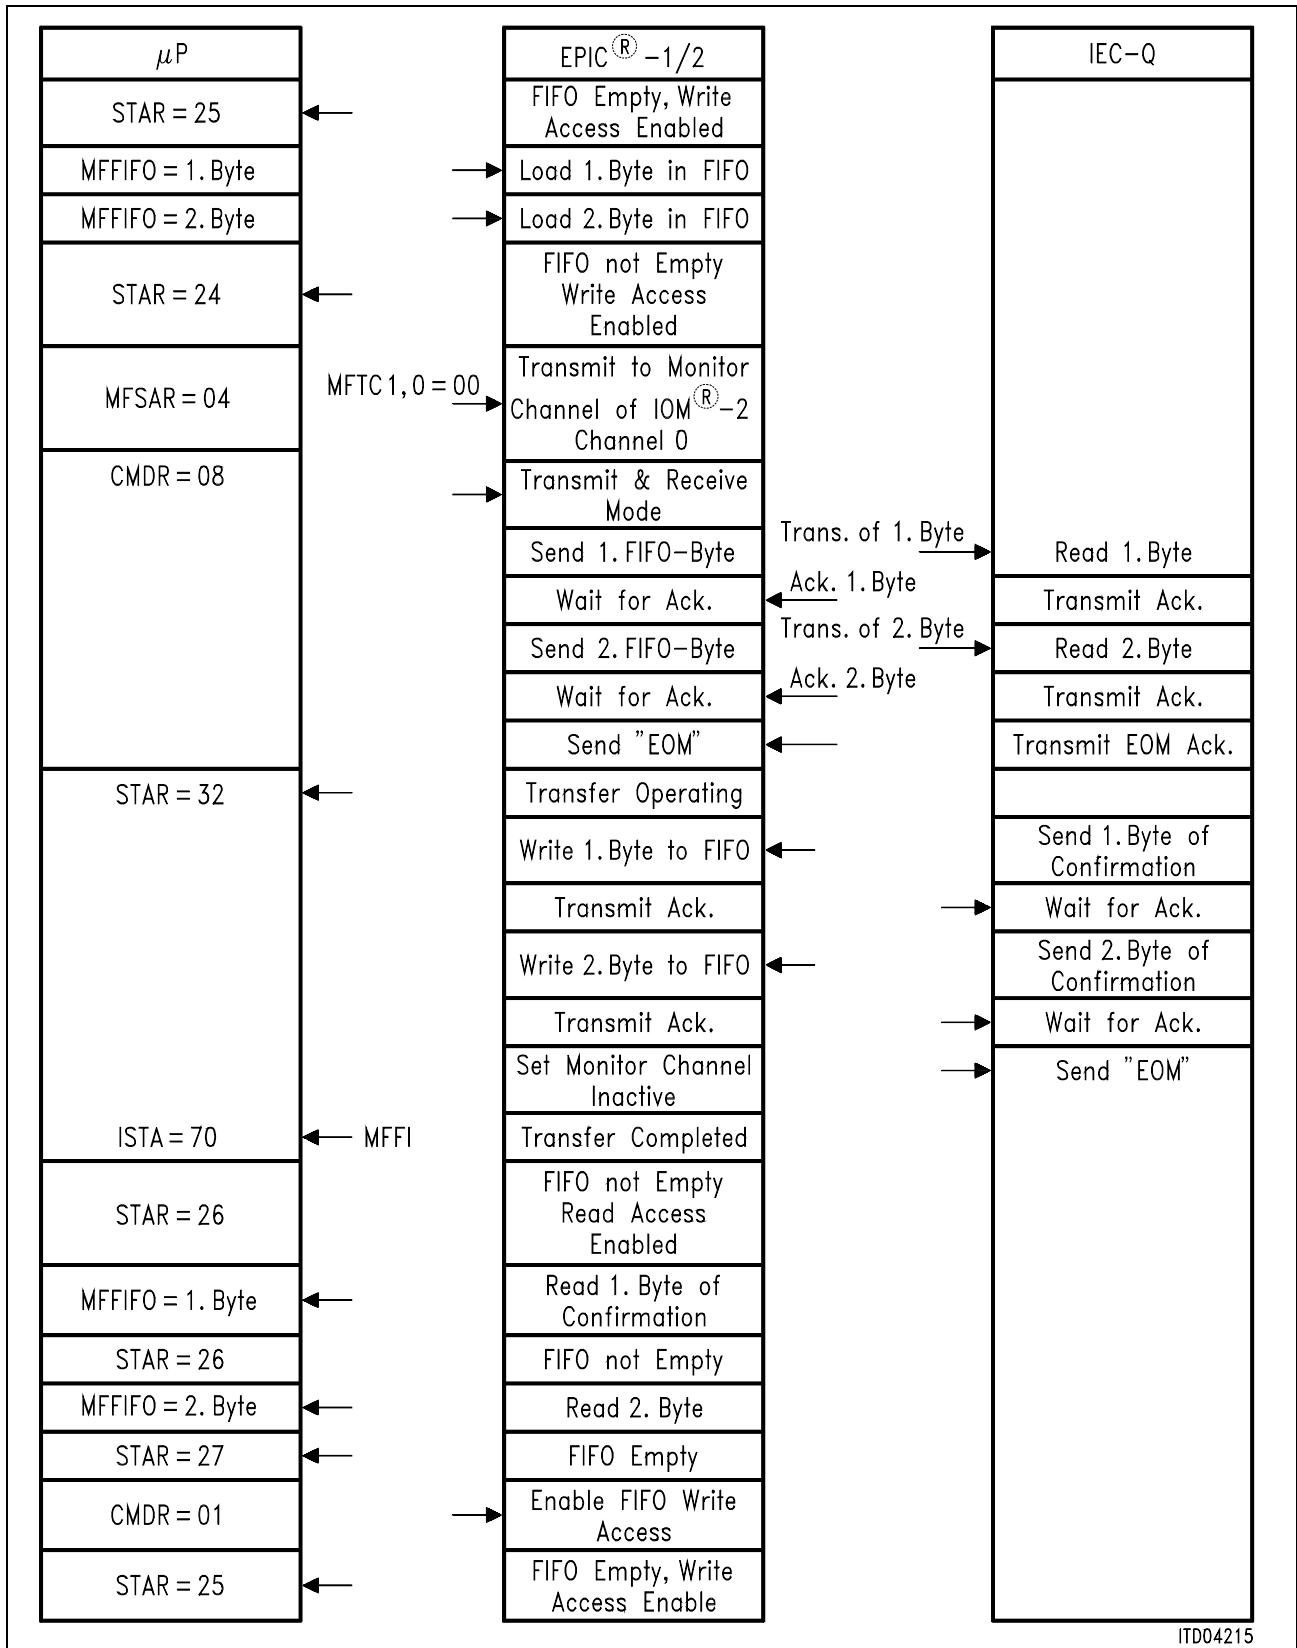 μP
EPIC® -1/2
IEC-Q
STAR = 25
FIFO Empty, Write
Access Enabled
MFFIFO = 1. Byte
Load 1. Byte in FIFO
MFFIFO = 2. Byte
Load 2. Byte in FIFO
STAR = 24
FIFO not Empty
Write Access
Enabled
MFSAR = 04
MFTC 1, 0 = 00
Transmit to Monitor
Channel of IOM®-2
Channel 0
CMDR = 08
Transmit & Receive
Mode
Send 1. FIFO-Byte
Trans. of 1. Byte
Read 1. Byte
Wait for Ack.
Ack. 1. Byte
Transmit Ack.
Send 2. FIFO-Byte
Trans. of 2. Byte
Read 2. Byte
Wait for Ack.
Ack. 2. Byte
Transmit Ack.
Send "EOM"
Transmit EOM Ack.
STAR = 32
Transfer Operating
Write 1. Byte to FIFO
Send 1. Byte of
Confirmation
Transmit Ack.
Wait for Ack.
Write 2. Byte to FIFO
Send 2. Byte of
Confirmation
Transmit Ack.
Wait for Ack.
Set Monitor Channel
Inactive
Send "EOM"
ISTA = 70
MFFI
Transfer Completed
STAR = 26
FIFO not Empty
Read Access
Enabled
MFFIFO = 1. Byte
Read 1. Byte of
Confirmation
STAR = 26
FIFO not Empty
MFFIFO = 2. Byte
Read 2. Byte
STAR = 27
FIFO Empty
CMDR = 01
Enable FIFO Write
Access
STAR = 25
FIFO Empty, Write
Access Enable
ITD04215